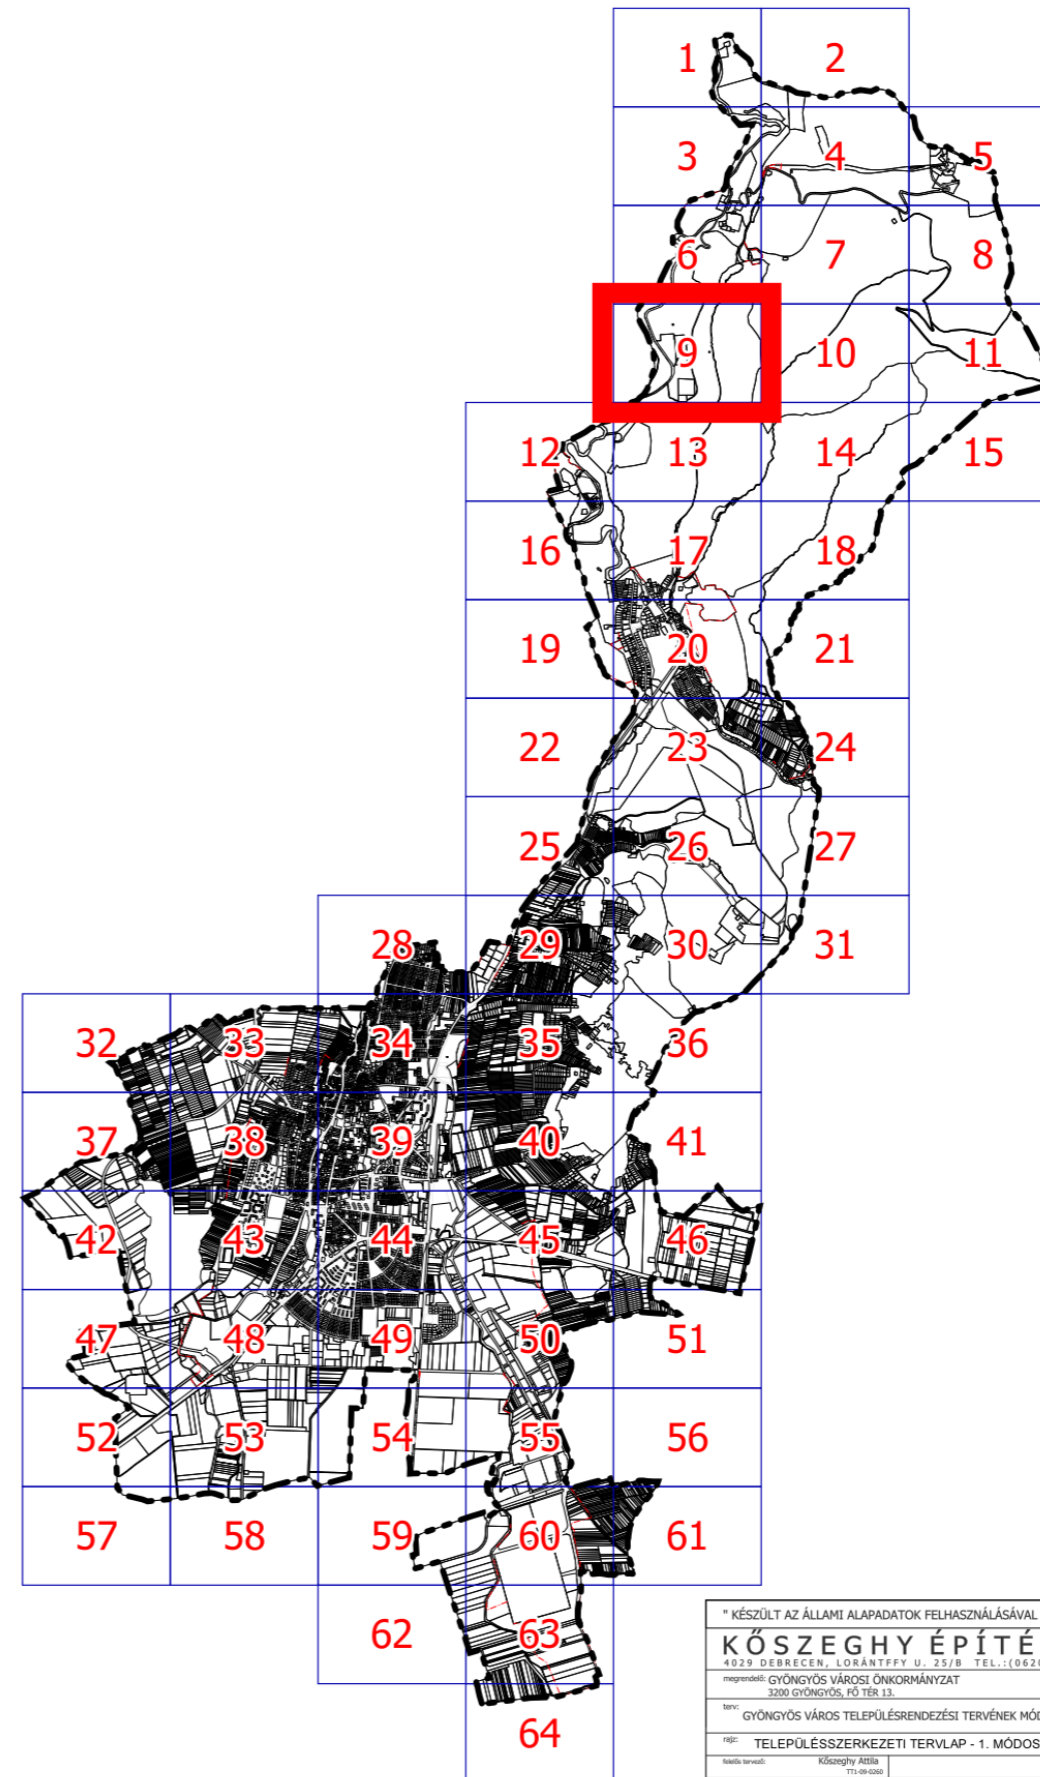 1 2
3 4 5
6 7 8
9 10 11
12 13 14 15
16 17 18
19 20 21
22 23 24
25 26 27
28 29 30 31
32 33 34 35 36
37 38 39 40 41
42 43 44 45 46
47 48 49 50 51
52 53 54 55 56
57 58 59 60 61
62 63
64
" KÉSZÜLT AZ ÁLLAMI ALAPADATOK FELHASZNÁLÁSÁVAL
KŐSZEGHY ÉPÍTÉ
4029 DEBRECEN, LORÁNTFFY U. 25/B TEL.:(0620
megrendelő: GYÖNGYÖS VÁROSI ÖNKORMÁNYZAT
3200 GYÖNGYÖS, FŐ TÉR 13.
terv: GYÖNGYÖS VÁROS TELEPÜLÉSRENDEZÉSI TERVÉNEK MÓD
rajz: TELEPÜLÉSSZERKEZETI TERVLAP - 1. MÓDOS
felelős tervező: Kőszeghy Attila
TT1-09-0260